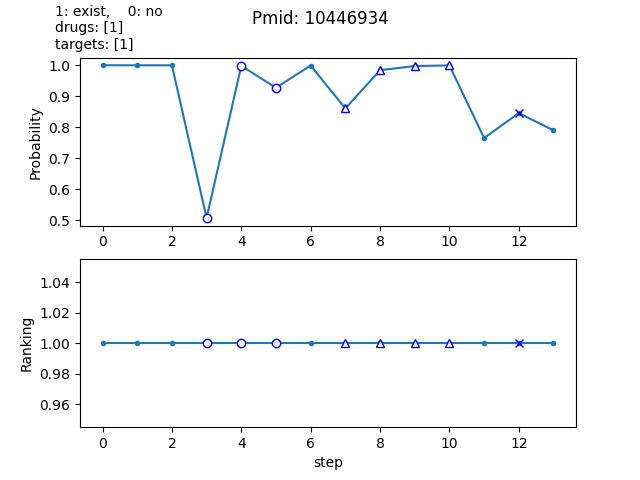 1: exist,    0: no
drugs: [1]
targets: [1]
Pmid: 10446934
1.0
0.9
0.8
0.7
0.6
0.5
Probability
0 2 4 6 8 10 12
1.04
1.02
1.00
0.98
0.96
Ranking
0 2 4 6 8 10 12
step